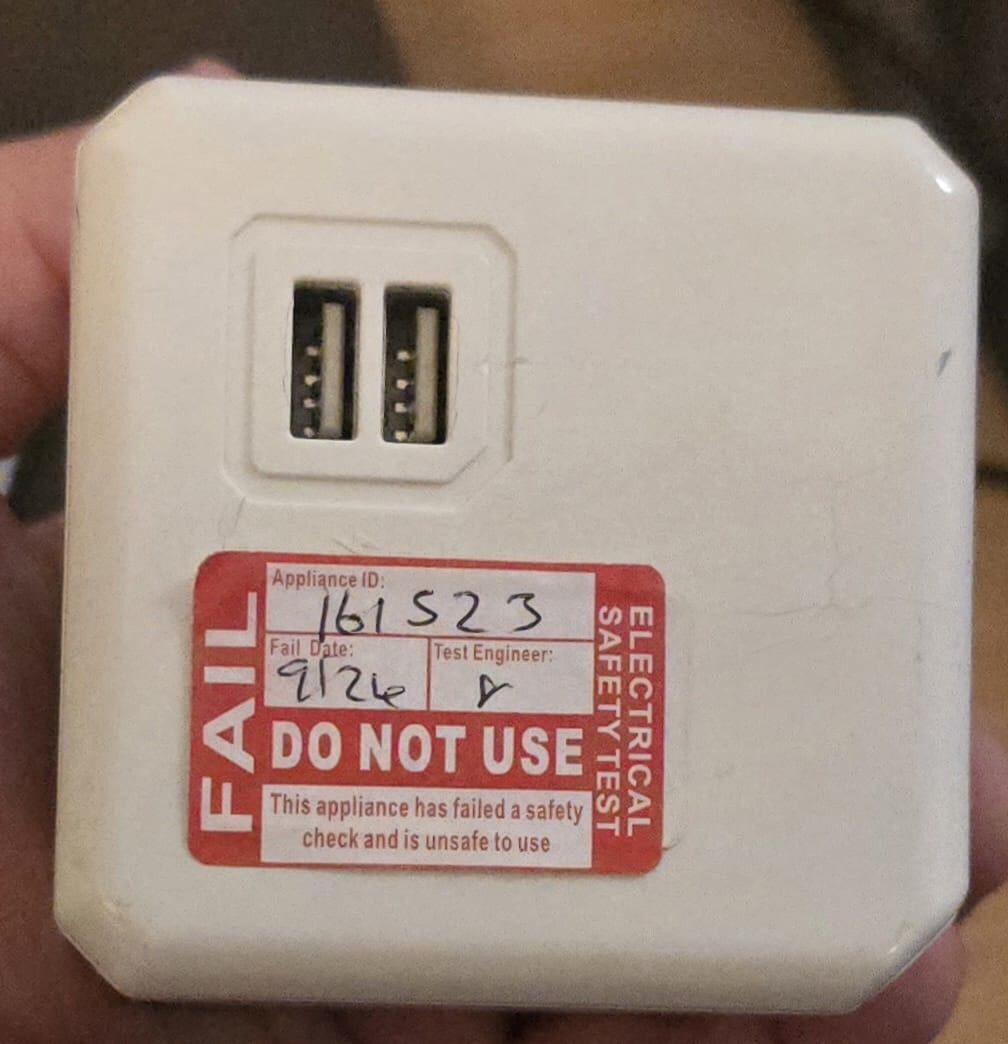 FAIL
Appliance ID:
161523
Fail Date:
Test Engineer:
9/26
DO NOT USE
This appliance has failed a safety
check and is unsafe to use
ELECTRICAL
SAFETY TEST